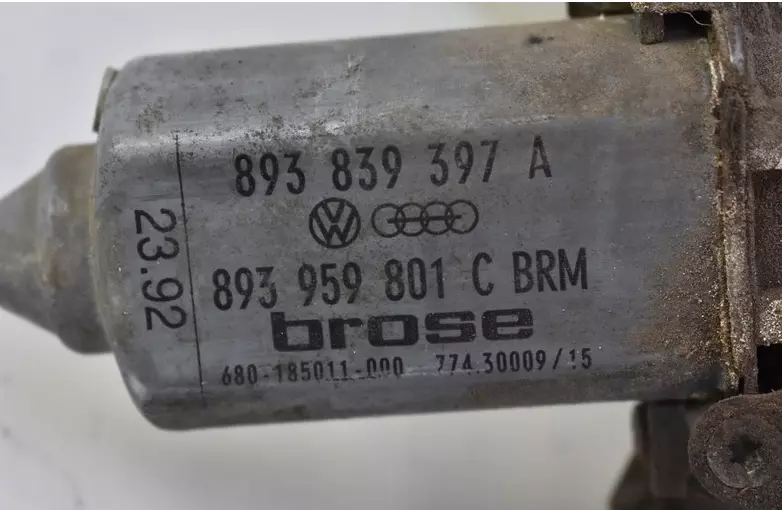 893 839 397 A
893 959 801 C BRM
brose
680-185011-000 774.30009/15
23.92